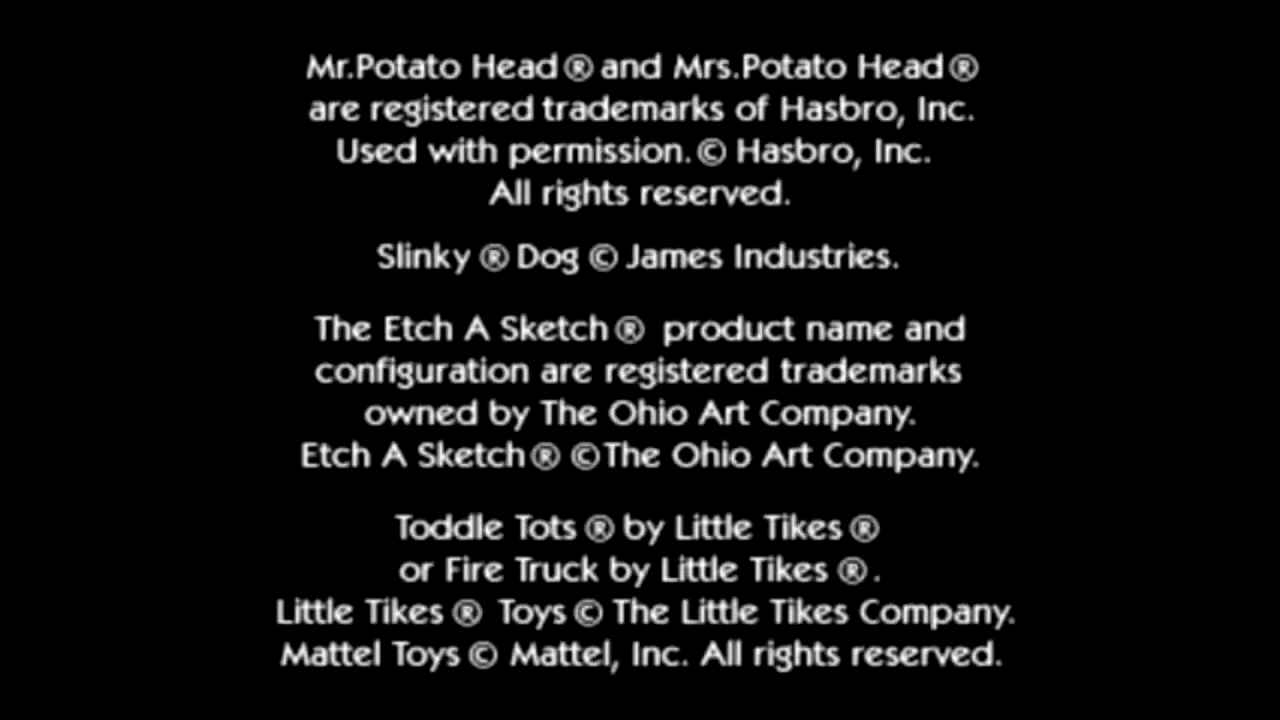 Mr.Potato Head® and Mrs.Potato Head®
are registered trademarks of Hasbro, Inc.
Used with permission. © Hasbro, Inc.
All rights reserved.
Slinky ® Dog © James Industries.
The Etch A Sketch® product name and
configuration are registered trademarks
owned by The Ohio Art Company.
Etch A Sketch® ©The Ohio Art Company.
Toddle Tots ® by Little Tikes ®
or Fire Truck by Little Tikes ® .
Little Tikes ® Toys © The Little Tikes Company.
Mattel Toys © Mattel, Inc. All rights reserved.